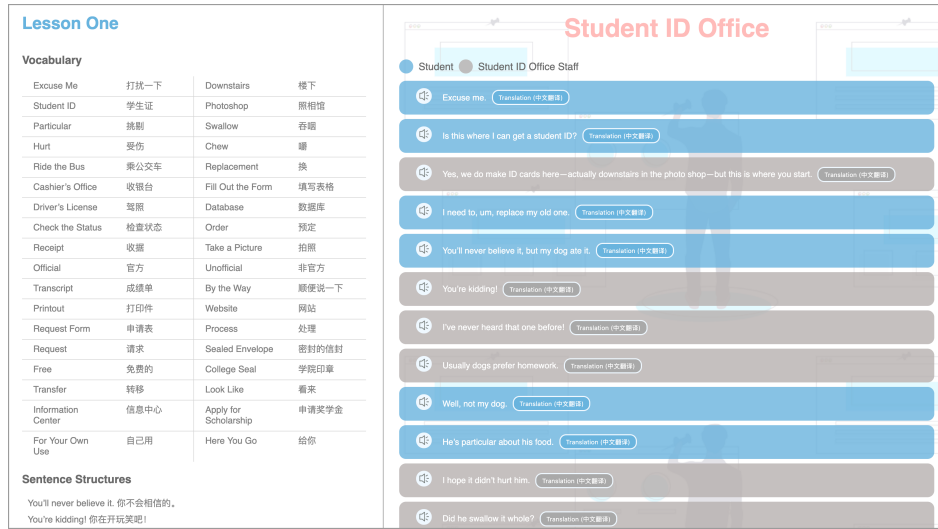 Lesson One
Vocabulary
Excuse Me 打扰一下 Downstairs 楼下
Student ID 学生证 Photoshop 照相馆
Particular 挑剔 Swallow 吞咽
Hurt 受伤 Chew 嚼
Ride the Bus 乘公交车 Replacement 换
Cashier's Office 收银台 Fill Out the Form 填写表格
Driver's License 驾照 Database 数据库
Check the Status 检查状态 Order 预定
Receipt 收据 Take a Picture 拍照
Official 官方 Unofficial 非官方
Transcript 成绩单 By the Way 顺便说一下
Printout 打印件 Website 网站
Request Form 申请表 Process 处理
Request 请求 Sealed Envelope 密封的信封
Free 免费的 College Seal 学院印章
Transfer 转移 Look Like 看来
Information Center 信息中心 Apply for Scholarship 申请奖学金
For Your Own Use 自己用 Here You Go 给你
Sentence Structures
You'll never believe it. 你不会相信的。
You're kidding! 你在开玩笑吧！
Student ID Office
Student Student ID Office Staff
Excuse me. Translation (中文翻译)
Is this where I can get a student ID? Translation (中文翻译)
Yes, we do make ID cards here—actually downstairs in the photo shop—but this is where you start. Translation (中文翻译)
I need to, um, replace my old one. Translation (中文翻译)
You'll never believe it, but my dog ate it. Translation (中文翻译)
You're kidding! Translation (中文翻译)
I've never heard that one before! Translation (中文翻译)
Usually dogs prefer homework. Translation (中文翻译)
Well, not my dog. Translation (中文翻译)
He's particular about his food. Translation (中文翻译)
I hope it didn't hurt him. Translation (中文翻译)
Did he swallow it whole? Translation (中文翻译)